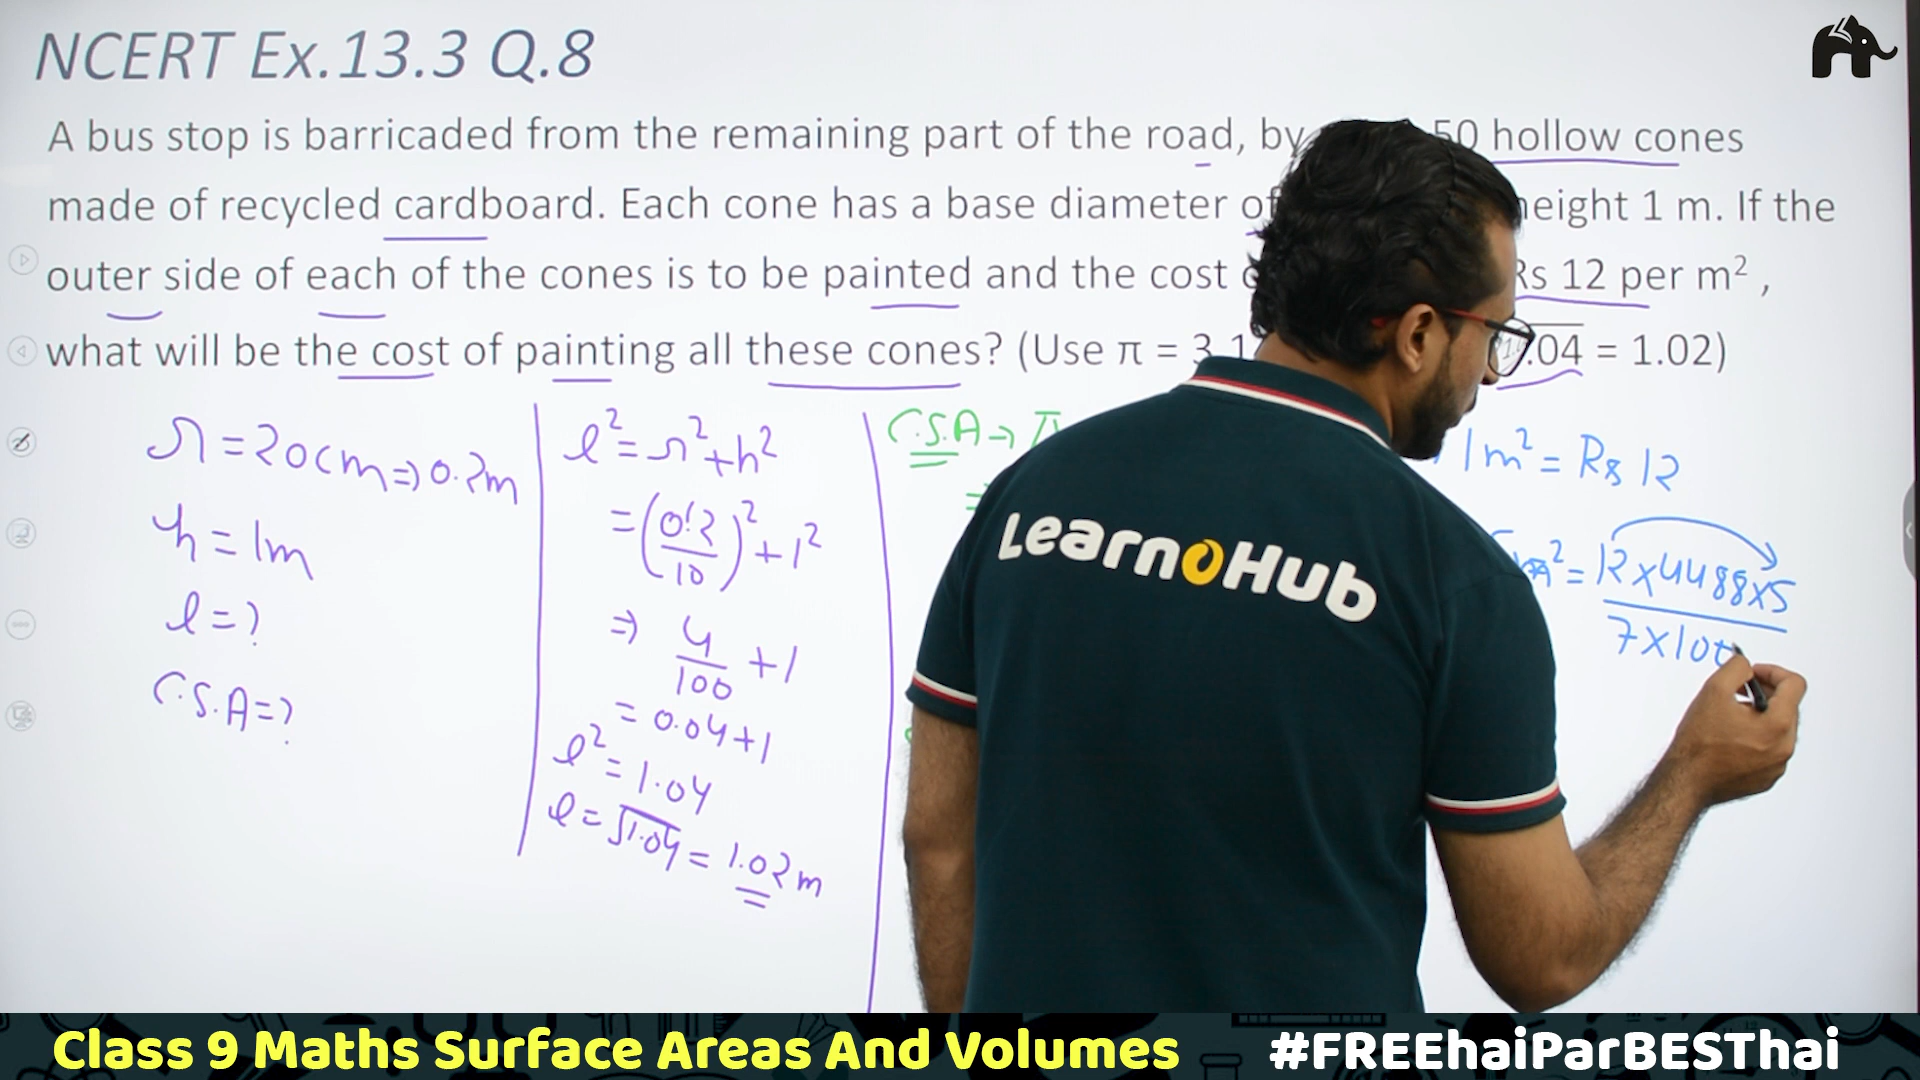 NCERT Ex.13.3 Q.8
A bus stop is barricaded from the remaining part of the road, by 50 hollow cones
made of recycled cardboard. Each cone has a base diameter of height 1 m. If the
outer side of each of the cones is to be painted and the cost Rs 12 per m² ,
what will be the cost of painting all these cones? (Use π = 3.1 .04 = 1.02)
r = 20cm ⇒ 0.2m
h = 1m
l = ?
C.S.A = ?
l² = r² + h²
= (0.2/10)² + 1²
⇒ 4/100 + 1
= 0.04 + 1
l² = 1.04
l = √1.04 = 1.02 m
C.S.A → π
1m² = Rs 12
m² = 12 x 4488 x 5
7 x 100
LearnoHub
Class 9 Maths Surface Areas And Volumes #FREEhaiParBESThai